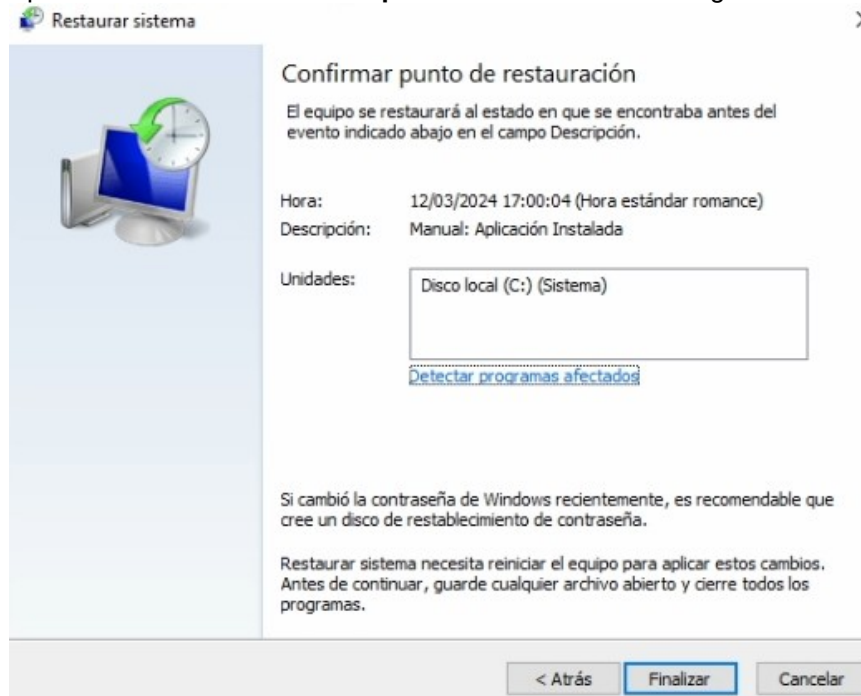 Restaurar sistema
Confirmar punto de restauración
El equipo se restaurará al estado en que se encontraba antes del
evento indicado abajo en el campo Descripción.
Hora: 12/03/2024 17:00:04 (Hora estándar romance)
Descripción: Manual: Aplicación Instalada
Unidades: Disco local (C:) (Sistema)
Detectar programas afectados
Si cambió la contraseña de Windows recientemente, es recomendable que
cree un disco de restablecimiento de contraseña.
Restaurar sistema necesita reiniciar el equipo para aplicar estos cambios.
Antes de continuar, guarde cualquier archivo abierto y cierre todos los
programas.
< Atrás Finalizar Cancelar